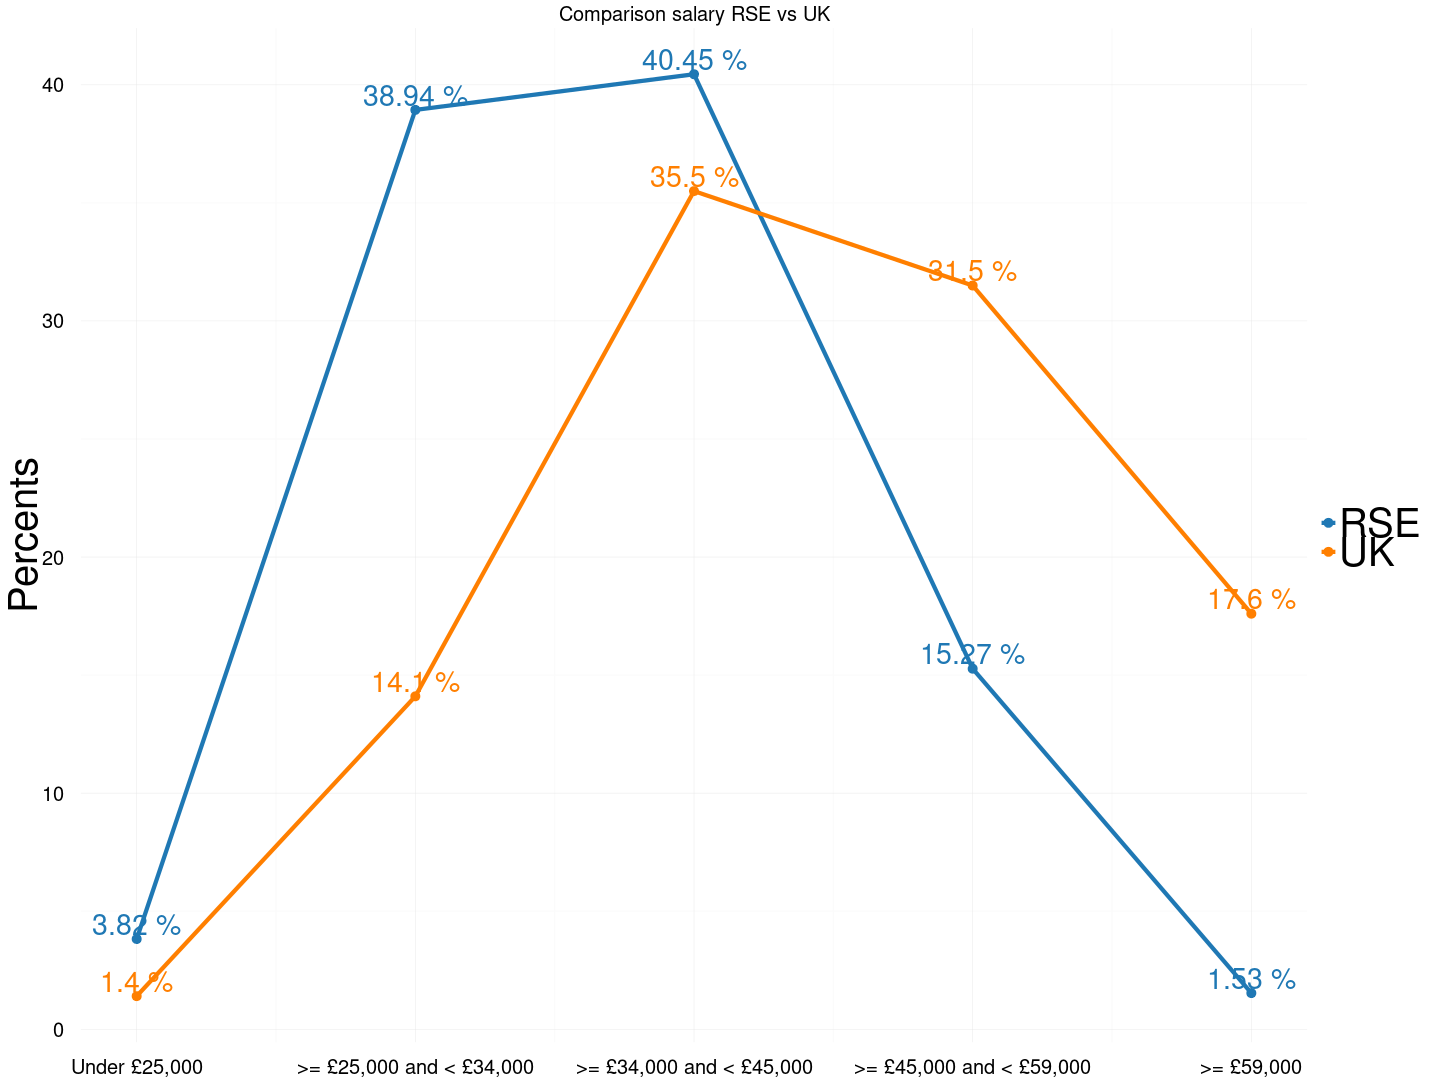 Comparison salary RSE vs UK
Percents
40
30
20
10
0
40.45 %
38.94 %
35.5 %
31.5 %
17.6 %
15.27 %
14.1 %
3.82 %
1.4 %
1.53 %
RSE
UK
Under £25,000
>= £25,000 and < £34,000
>= £34,000 and < £45,000
>= £45,000 and < £59,000
>= £59,000